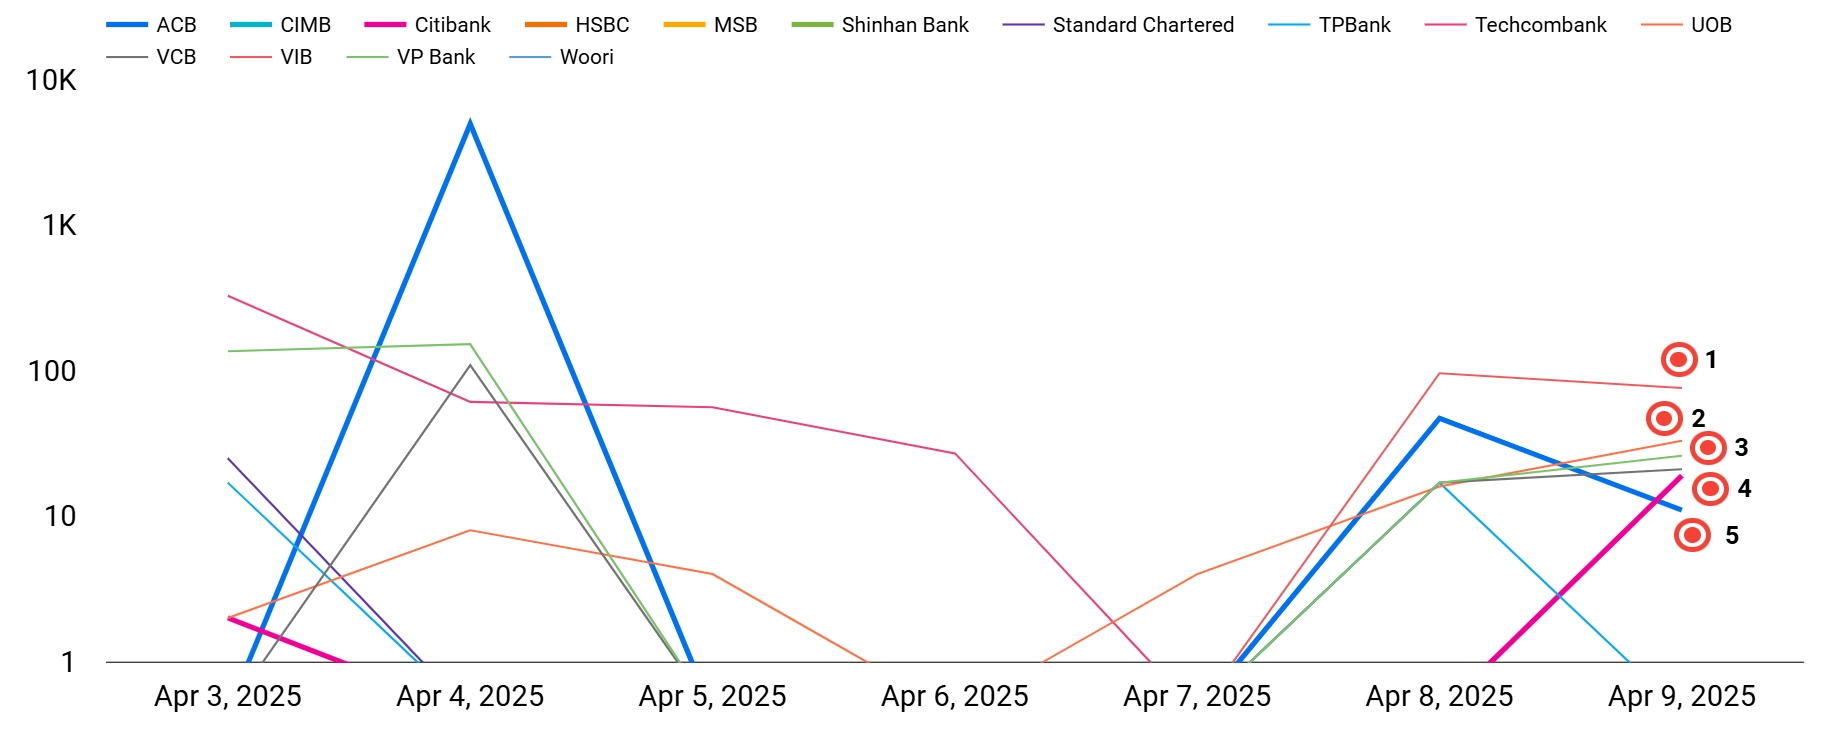 ACB CIMB Citibank HSBC MSB Shinhan Bank Standard Chartered TPBank Techcombank UOB
VCB VIB VP Bank Woori
10K
1K
100
10
1
1
2
3
4
5
Apr 3, 2025 Apr 4, 2025 Apr 5, 2025 Apr 6, 2025 Apr 7, 2025 Apr 8, 2025 Apr 9, 2025